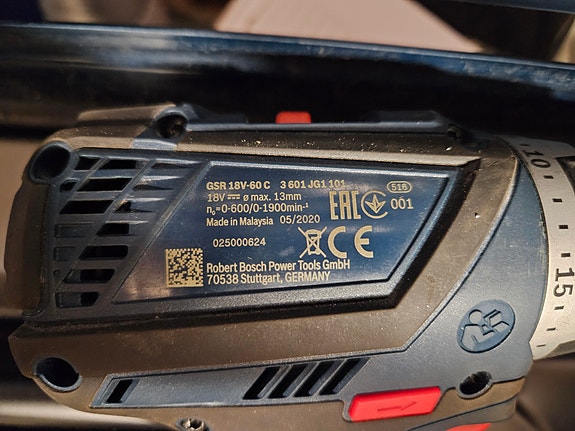 GSR 18V-60 C 3 601 JG1 101 516
18V ⎓ ø max. 13mm
n₀=0-600/0-1900min⁻¹
EAC 001
Made in Malaysia 05/2020
025000624
CE
Robert Bosch Power Tools GmbH
70538 Stuttgart, GERMANY
10
15